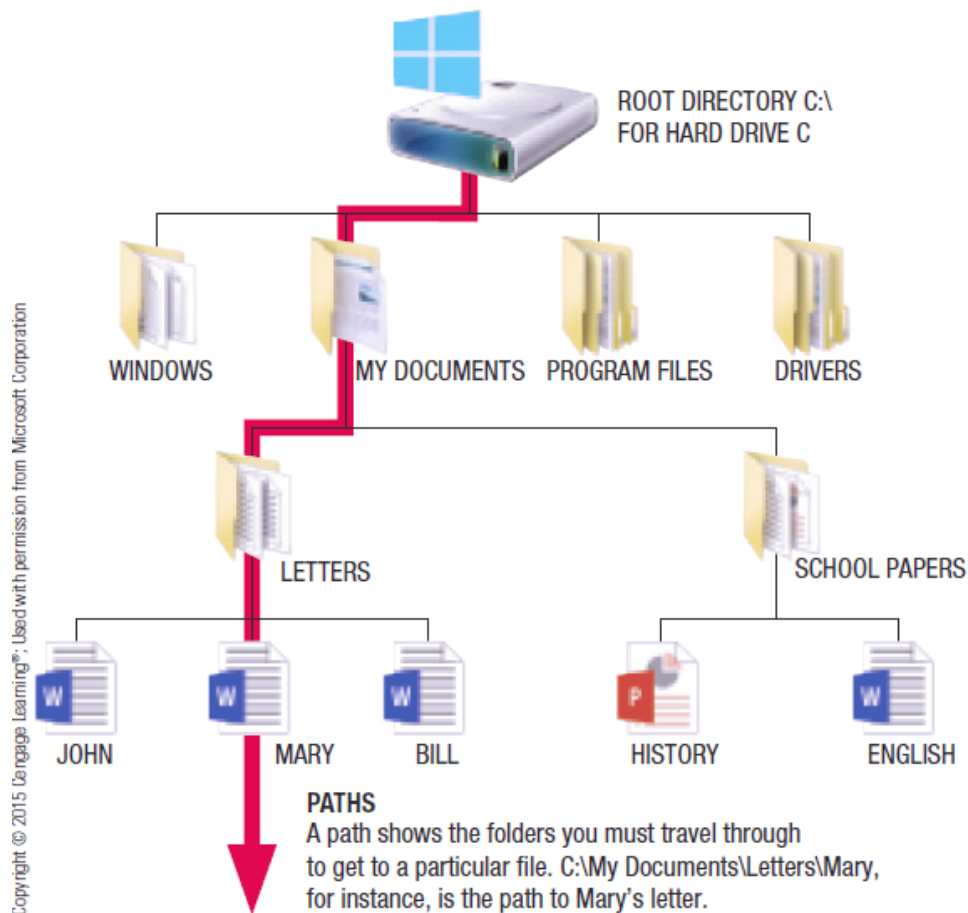 ROOT DIRECTORY C:\
FOR HARD DRIVE C
WINDOWS
MY DOCUMENTS
PROGRAM FILES
DRIVERS
LETTERS
SCHOOL PAPERS
W
JOHN
W
MARY
W
BILL
P
HISTORY
W
ENGLISH
PATHS
A path shows the folders you must travel through
to get to a particular file. C:\My Documents\Letters\Mary,
for instance, is the path to Mary’s letter.
Copyright © 2015 Cengage Learning®; Used with permission from Microsoft Corporation